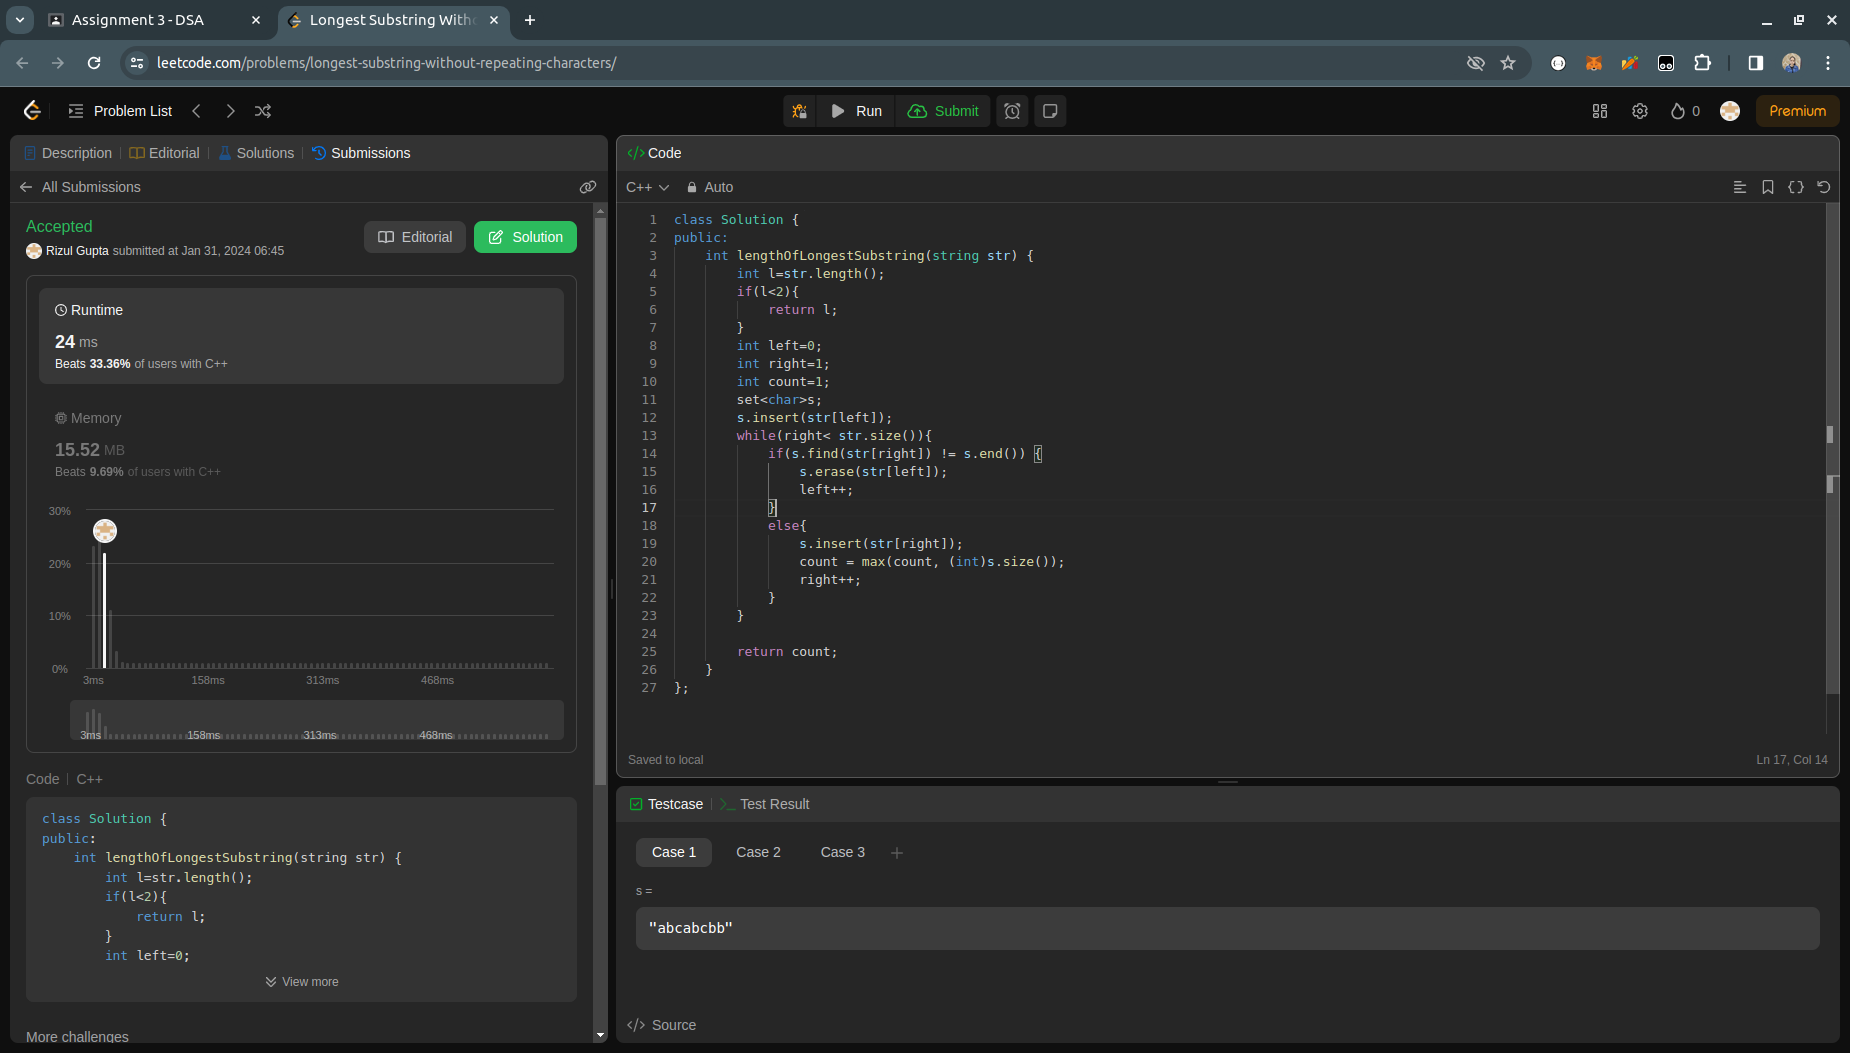 Assignment 3 - DSA
Longest Substring With
leetcode.com/problems/longest-substring-without-repeating-characters/
Problem List
Run
Submit
0
Premium
Description
Editorial
Solutions
Submissions
All Submissions
Accepted
Rizul Gupta submitted at Jan 31, 2024 06:45
Editorial
Solution
Runtime
24 ms
Beats 33.36% of users with C++
Memory
15.52 MB
Beats 9.69% of users with C++
30%
20%
10%
0%
3ms 158ms 313ms 468ms
3ms 158ms 313ms 468ms
Code | C++
class Solution {
public:
    int lengthOfLongestSubstring(string str) {
        int l=str.length();
        if(l<2){
            return l;
        }
        int left=0;
View more
More challenges
</> Code
C++
Auto
1 class Solution {
2 public:
3     int lengthOfLongestSubstring(string str) {
4         int l=str.length();
5         if(l<2){
6             return l;
7         }
8         int left=0;
9         int right=1;
10         int count=1;
11         set<char>s;
12         s.insert(str[left]);
13         while(right< str.size()){
14             if(s.find(str[right]) != s.end()) {
15                 s.erase(str[left]);
16                 left++;
17             }
18             else{
19                 s.insert(str[right]);
20                 count = max(count, (int)s.size());
21                 right++;
22             }
23         }
24
25         return count;
26     }
27 };
Saved to local
Ln 17, Col 14
Testcase
Test Result
Case 1
Case 2
Case 3
s =
"abcabcbb"
</> Source